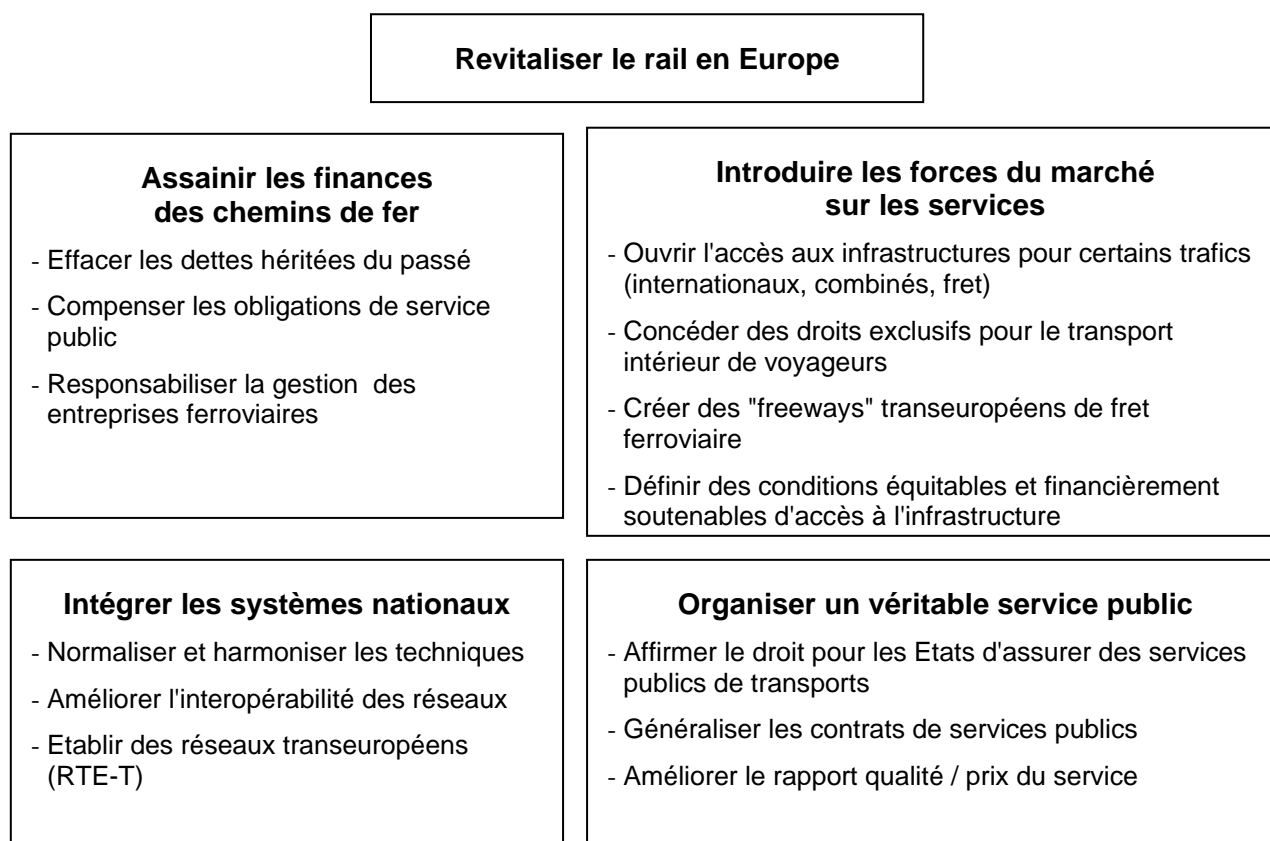 Revitaliser le rail en Europe
Assainir les finances
des chemins de fer
- Effacer les dettes héritées du passé
- Compenser les obligations de service
public
- Responsabiliser la gestion des
entreprises ferroviaires
Introduire les forces du marché
sur les services
- Ouvrir l'accès aux infrastructures pour certains trafics
(internationaux, combinés, fret)
- Concéder des droits exclusifs pour le transport
intérieur de voyageurs
- Créer des "freeways" transeuropéens de fret
ferroviaire
- Définir des conditions équitables et financièrement
soutenables d'accès à l'infrastructure
Intégrer les systèmes nationaux
- Normaliser et harmoniser les techniques
- Améliorer l'interopérabilité des réseaux
- Etablir des réseaux transeuropéens
(RTE-T)
Organiser un véritable service public
- Affirmer le droit pour les Etats d'assurer des services
publics de transports
- Généraliser les contrats de services publics
- Améliorer le rapport qualité / prix du service